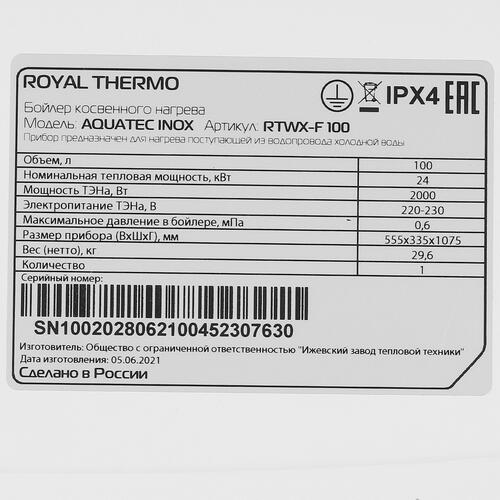 ROYAL THERMO
IPX4 EAC
Бойлер косвенного нагрева
Модель: AQUATEC INOX Артикул: RTWX-F 100
Прибор предназначен для нагрева поступающей из водопровода холодной воды
Объем, л 100
Номинальная тепловая мощность, кВт 24
Мощность ТЭНа, Вт 2000
Электропитание ТЭНа, В 220-230
Максимальное давление в бойлере, мПа 0,6
Размер прибора (ВхШхГ), мм 555x335x1075
Вес (нетто), кг 29,6
Количество 1
Серийный номер:
SN1002028062100452307630
Изготовитель: Общество с ограниченной ответственностью "Ижевский завод тепловой техники"
Дата изготовления: 05.06.2021
Сделано в России